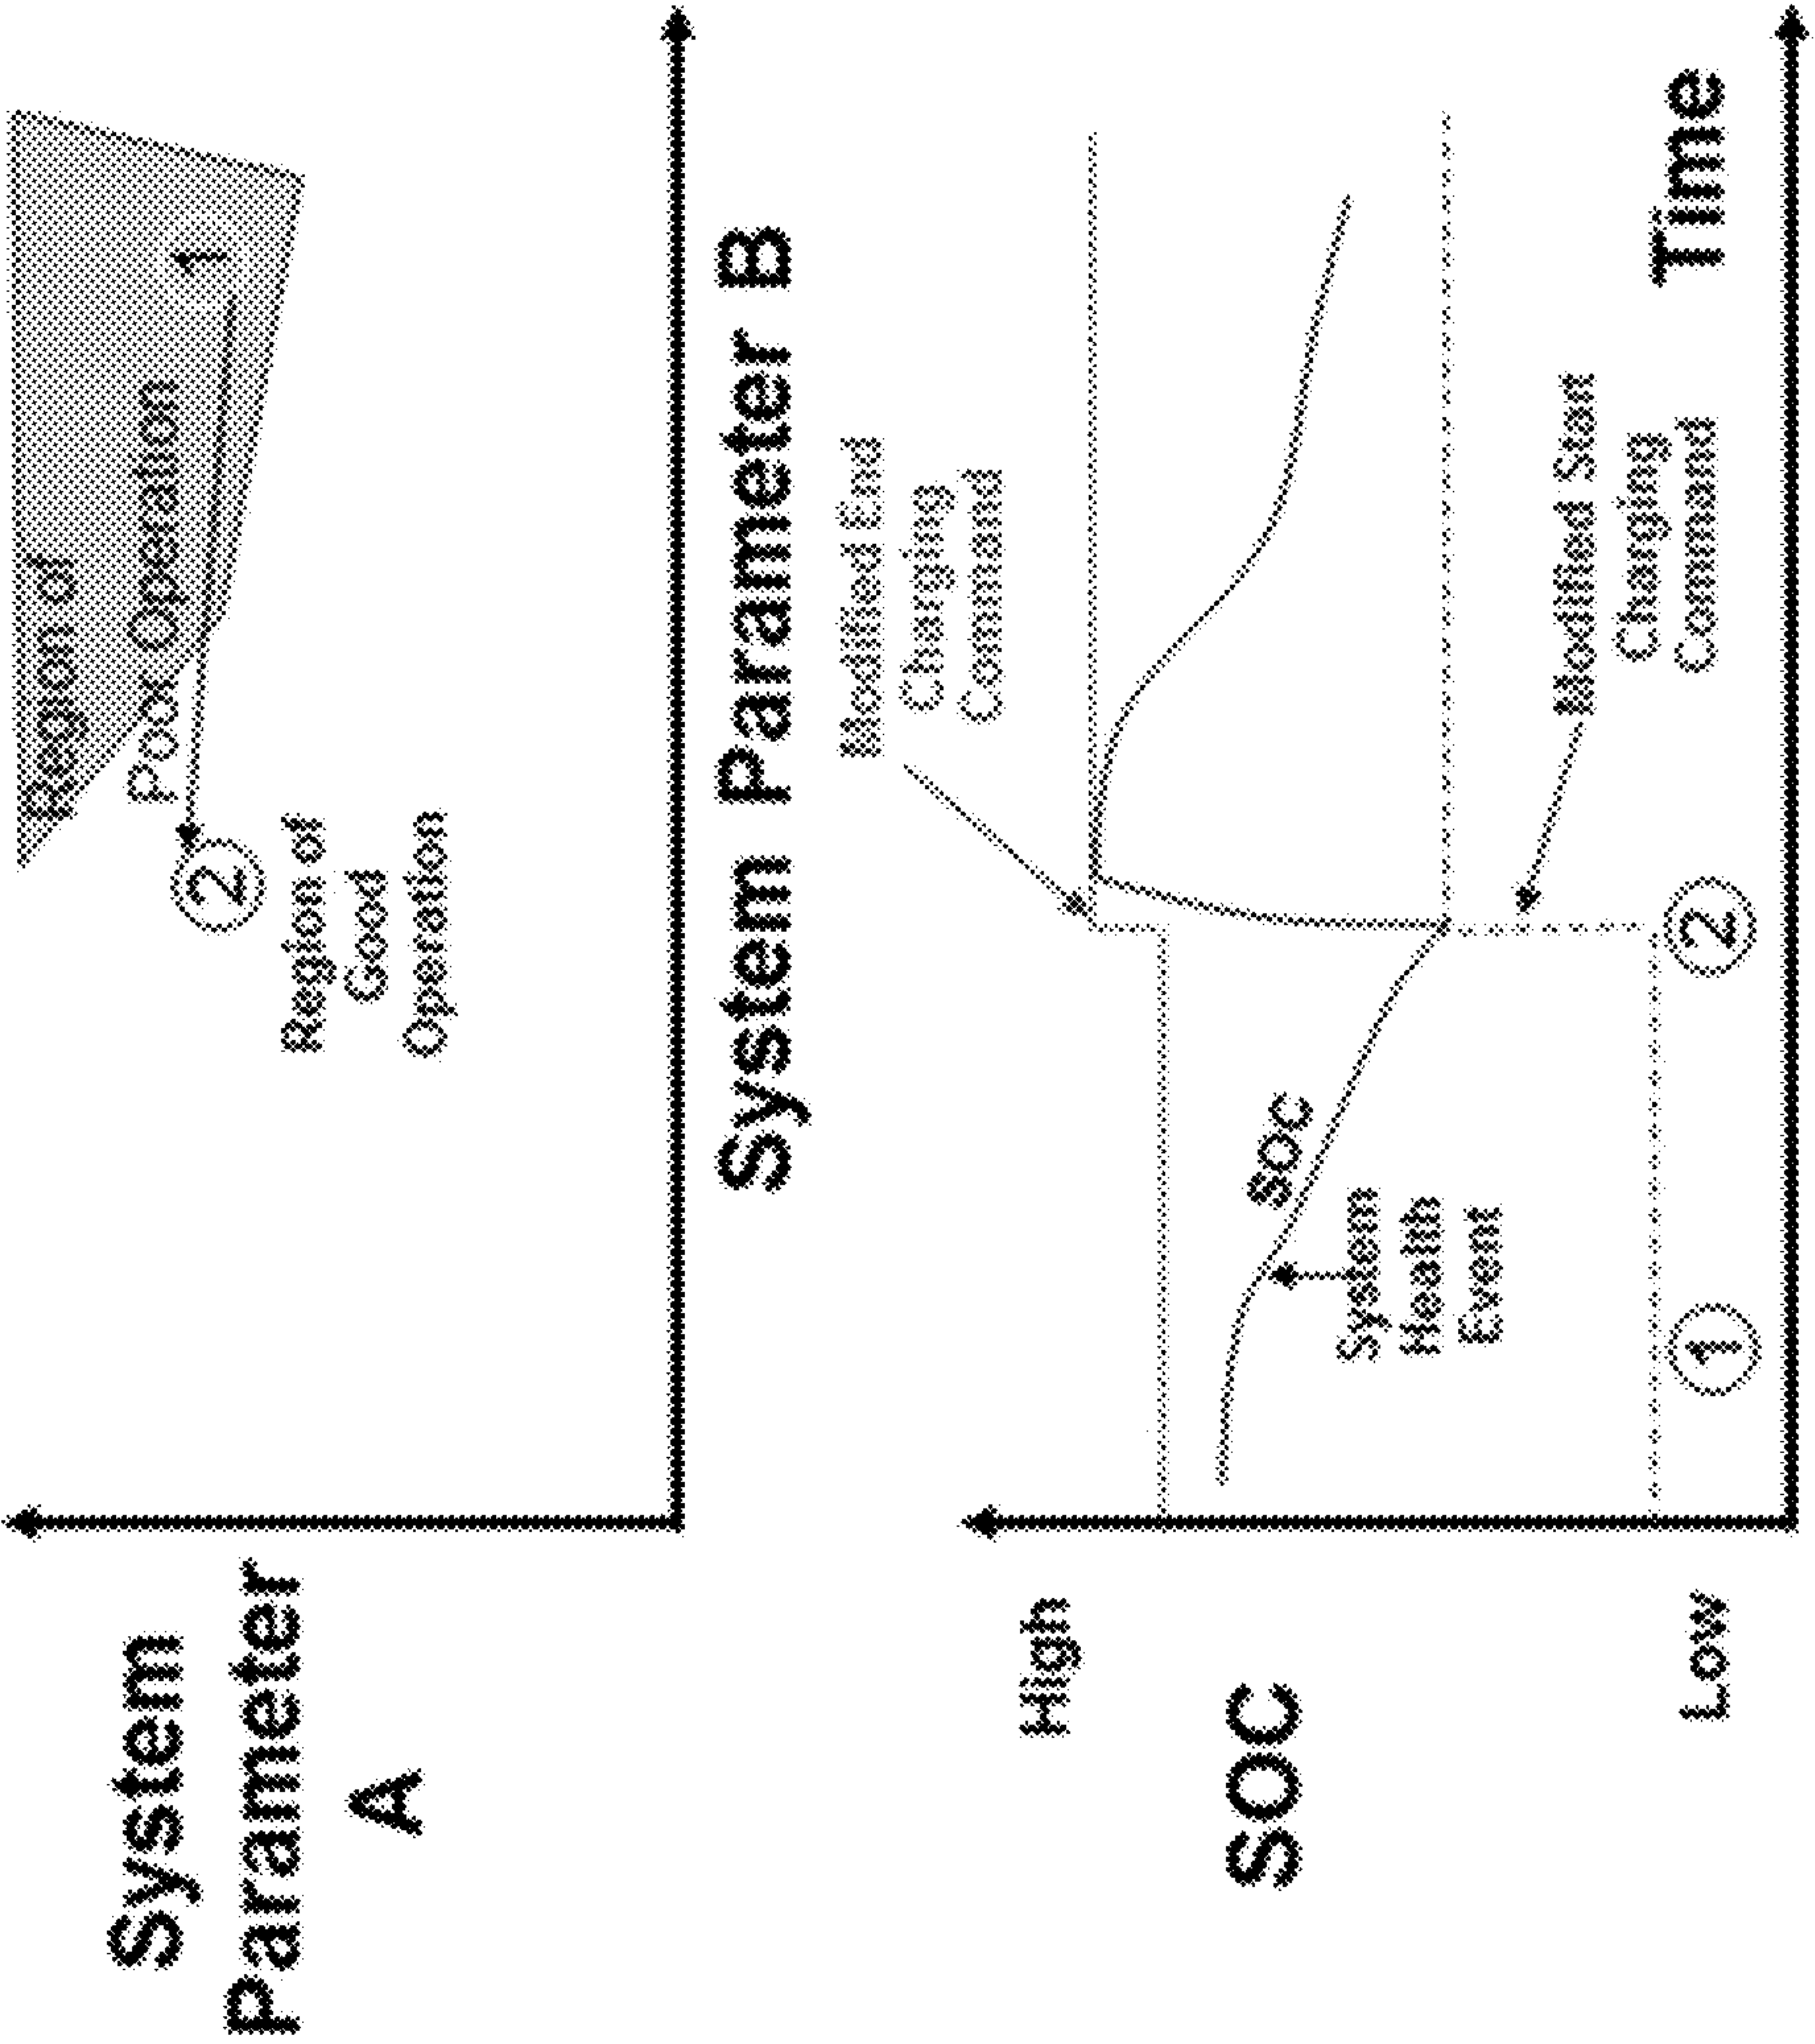 System
Parameter
A
Region of
Poox Operation
1
②
Region of
Good
Operation
System Parameter B
Modified End
Charging
Command
High
SOC
Low
SOC
System
Health
Event
Modified Start
Charging
Command
①
②
Time